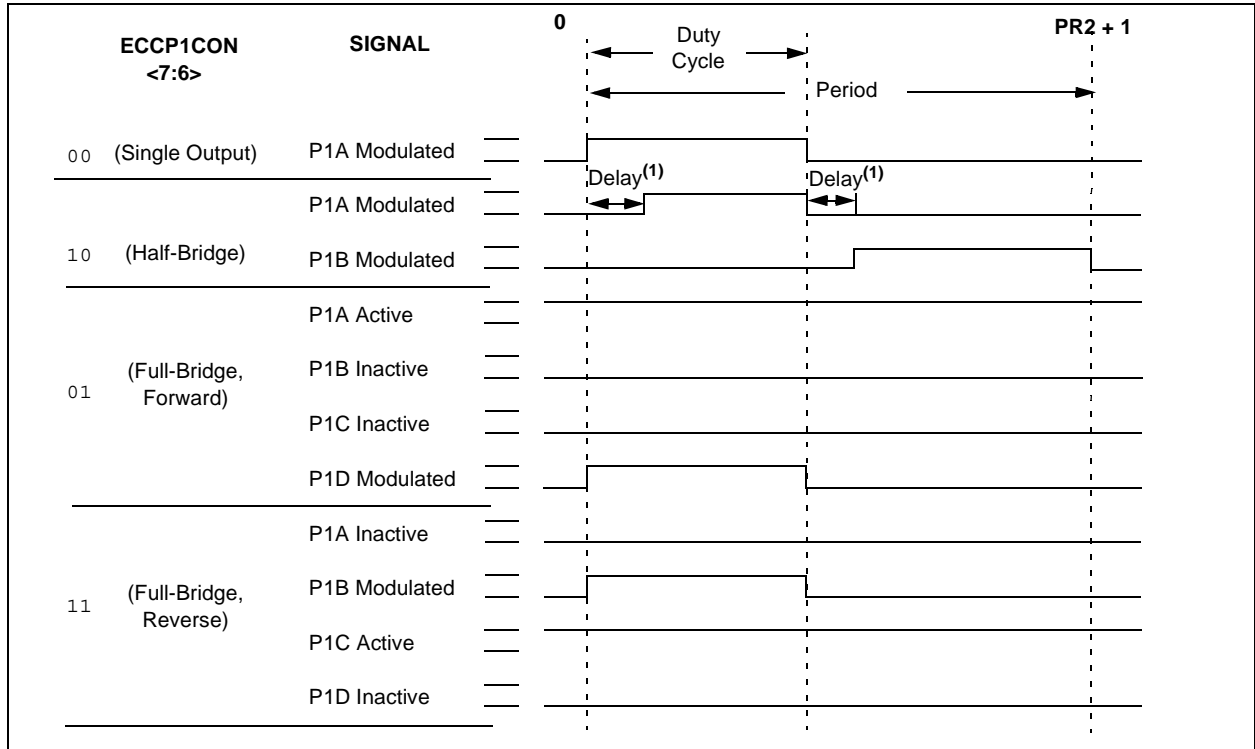 0
PR2 + 1
ECCP1CON
<7:6>
SIGNAL
Duty
Cycle
Period
00 (Single Output) P1A Modulated
Delay(1) Delay(1)
P1A Modulated
10 (Half-Bridge) P1B Modulated
P1A Active
01 (Full-Bridge,
Forward)
P1B Inactive
P1C Inactive
P1D Modulated
P1A Inactive
11 (Full-Bridge,
Reverse)
P1B Modulated
P1C Active
P1D Inactive